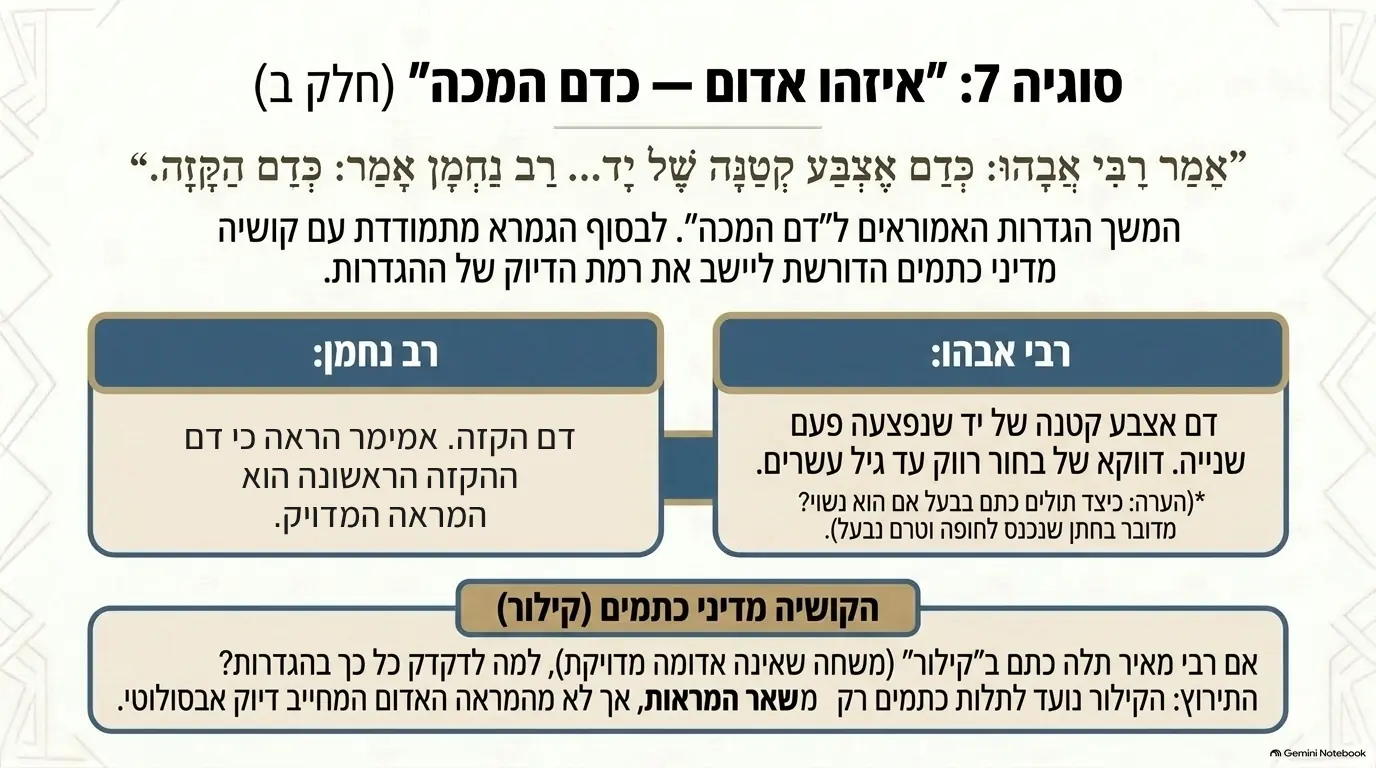 סוגיה 7: "איזהו אדום — כדם המכה" (חלק ב)
"אָמַר רַבִּי אֲבָהוּ: כְּדַם אֶצְבַּע קְטַנָּה שֶׁל יָד... רַב נַחְמָן אָמַר: כְּדַם הַקָּזָה."
המשך הגדרות האמוראים ל"דם המכה". לבסוף הגמרא מתמודדת עם קושיה
מדיני כתמים הדורשת ליישב את רמת הדיוק של ההגדרות.
רבי אבהו:
דם אצבע קטנה של יד שנפצעה פעם
שנייה. דווקא של בחור רווק עד גיל עשרים.
*(הערה: כיצד תולים כתם בבעל אם הוא נשוי?
מדובר בחתן שנכנס לחופה וטרם נבעל).
רב נחמן:
דם הקזה. אמימר הראה כי דם
ההקזה הראשונה הוא
המראה המדויק.
הקושיה מדיני כתמים (קילור)
אם רבי מאיר תלה כתם ב"קילור" (משחה שאינה אדומה מדויקת), למה לדקדק כל כך בהגדרות?
התירוץ: הקילור נועד לתלות כתמים רק משאר המראות, אך לא מהמראה האדום המחייב דיוק אבסולוטי.
Gemini Notebook